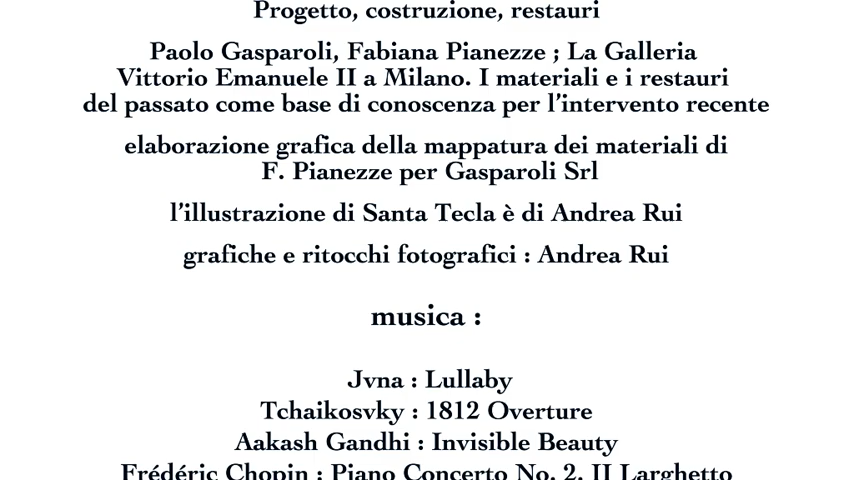 Progetto, costruzione, restauri
Paolo Gasparoli, Fabiana Pianezze ; La Galleria
Vittorio Emanuele II a Milano. I materiali e i restauri
del passato come base di conoscenza per l’intervento recente
elaborazione grafica della mappatura dei materiali di
F. Pianezze per Gasparoli Srl
l’illustrazione di Santa Tecla è di Andrea Rui
grafiche e ritocchi fotografici : Andrea Rui
musica :
Jvna : Lullaby
Tchaikosvky : 1812 Overture
Aakash Gandhi : Invisible Beauty
Frédéric Chopin : Piano Concerto No. 2, II Larghetto